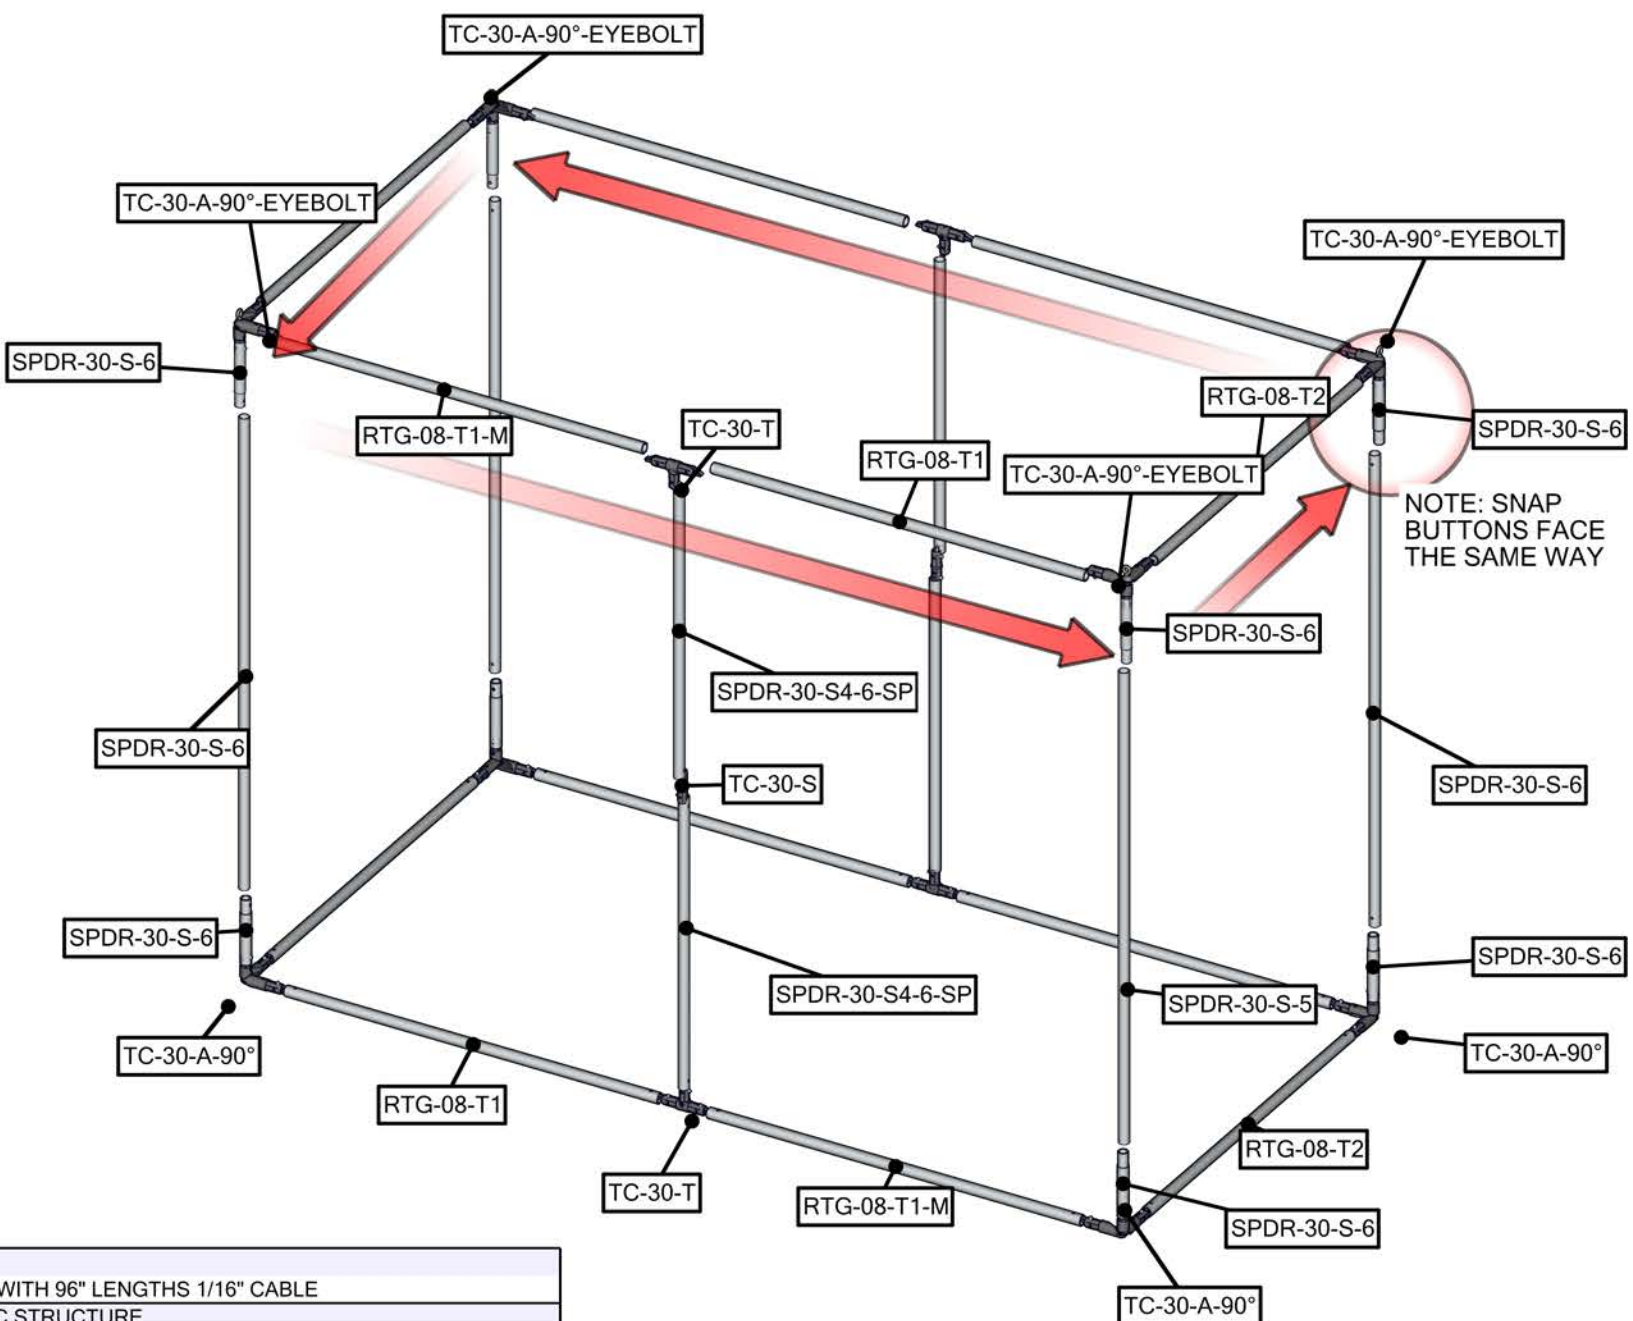 TC-30-A-90°-EYEBOLT
TC-30-A-90°-EYEBOLT
TC-30-A-90°-EYEBOLT
SPDR-30-S-6
RTG-08-T2
RTG-08-T1-M
TC-30-T
SPDR-30-S-6
RTG-08-T1
TC-30-A-90°-EYEBOLT
NOTE: SNAP
BUTTONS FACE
THE SAME WAY
SPDR-30-S-6
SPDR-30-S4-6-SP
SPDR-30-S-6
TC-30-S
SPDR-30-S-6
SPDR-30-S-6
SPDR-30-S-6
SPDR-30-S4-6-SP
SPDR-30-S-5
TC-30-A-90°
TC-30-A-90°
RTG-08-T1
RTG-08-T2
TC-30-T
RTG-08-T1-M
SPDR-30-S-6
WITH 96" LENGTHS 1/16" CABLE
TC-30-A-90°
C STRUCTURE